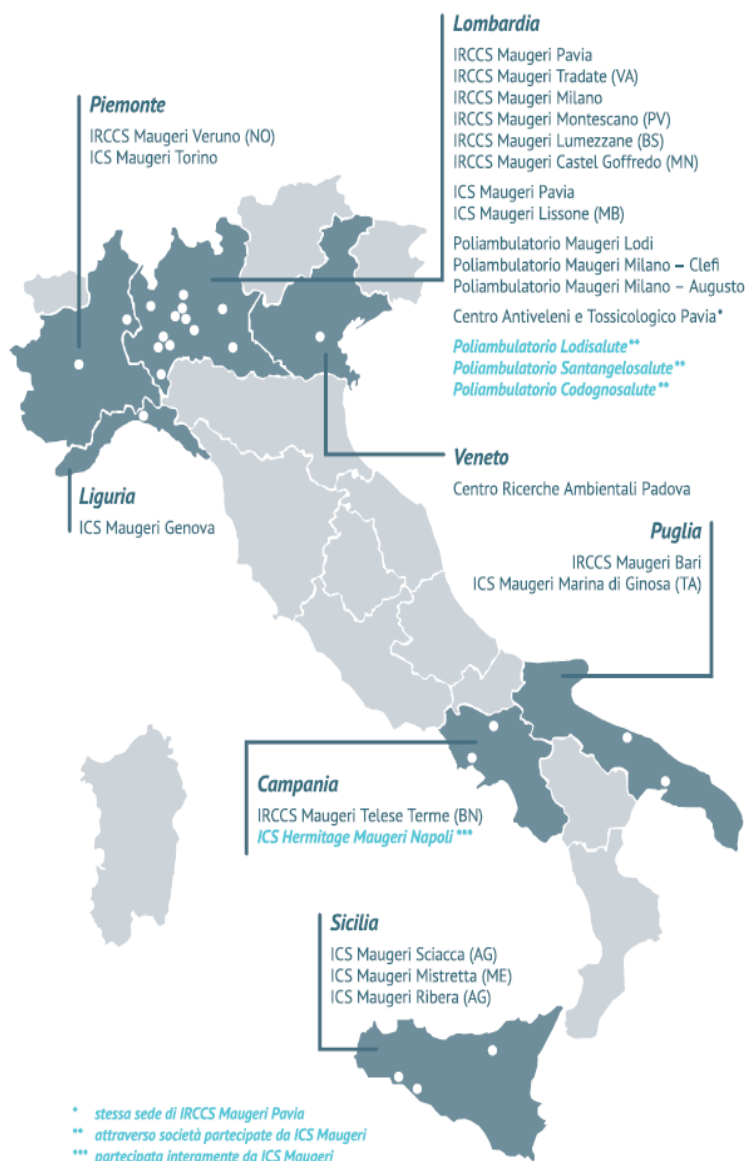 Lombardia
IRCCS Maugeri Pavia
IRCCS Maugeri Tradate (VA)
IRCCS Maugeri Milano
IRCCS Maugeri Montescano (PV)
IRCCS Maugeri Lumezzane (BS)
IRCCS Maugeri Castel Goffredo (MN)
ICS Maugeri Pavia
ICS Maugeri Lissone (MB)
Poliambulatorio Maugeri Lodi
Poliambulatorio Maugeri Milano – Clefi
Poliambulatorio Maugeri Milano – Augusto
Centro Antiveleni e Tossicologico Pavia*
Poliambulatorio Lodisalute**
Poliambulatorio Santangelosalute**
Poliambulatorio Codognosalute**
Piemonte
IRCCS Maugeri Veruno (NO)
ICS Maugeri Torino
Veneto
Centro Ricerche Ambientali Padova
Liguria
ICS Maugeri Genova
Puglia
IRCCS Maugeri Bari
ICS Maugeri Marina di Ginosa (TA)
Campania
IRCCS Maugeri Telese Terme (BN)
ICS Hermitage Maugeri Napoli ***
Sicilia
ICS Maugeri Sciacca (AG)
ICS Maugeri Mistretta (ME)
ICS Maugeri Ribera (AG)
* stessa sede di IRCCS Maugeri Pavia
** attraverso società partecipate da ICS Maugeri
*** partecipata interamente da ICS Maugeri